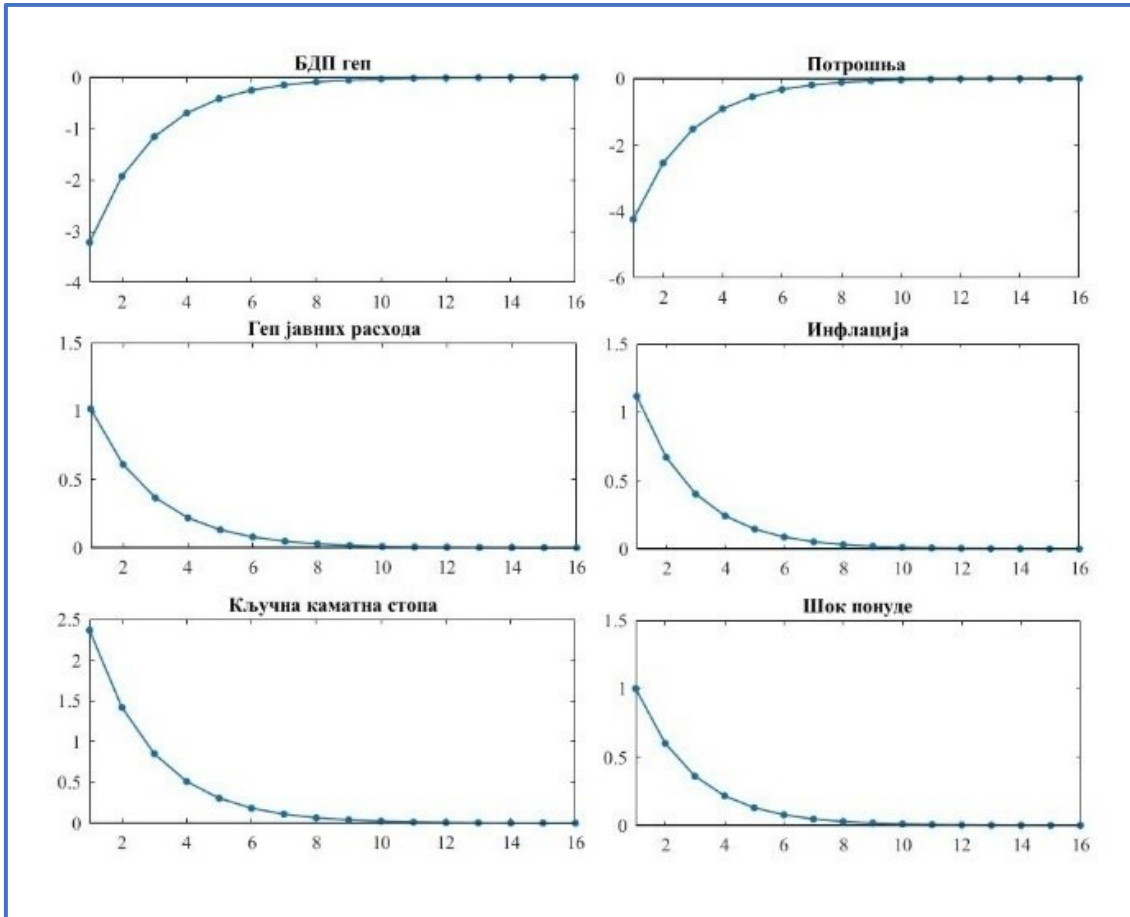 БДП геп
0
-1
-2
-3
-4
2 4 6 8 10 12 14 16
Потрошња
0
-2
-4
-6
2 4 6 8 10 12 14 16
Геп јавних расхода
1.5
1
0.5
0
2 4 6 8 10 12 14 16
Инфлација
1.5
1
0.5
0
2 4 6 8 10 12 14 16
Кључна каматна стопа
2.5
2
1.5
1
0.5
0
2 4 6 8 10 12 14 16
Шок понуде
1.5
1
0.5
0
2 4 6 8 10 12 14 16